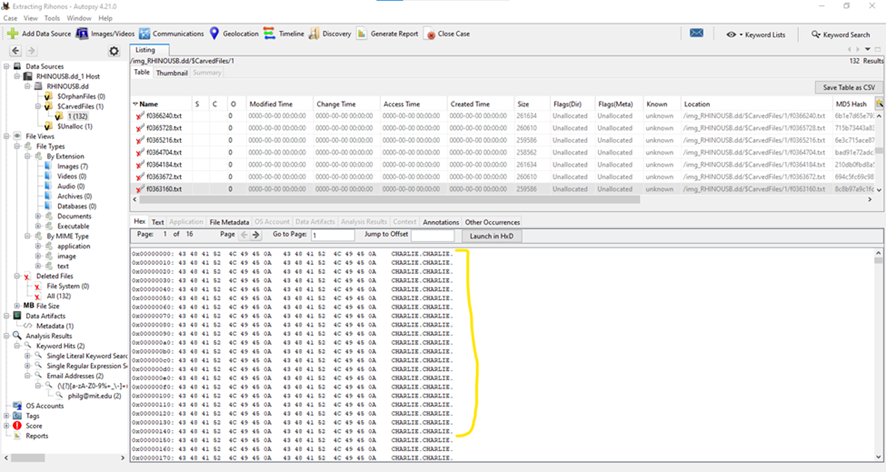 Extracting Rihonos - Autopsy 4.21.0
Case View Tools Window Help
Add Data Source Images/Videos Communications Geolocation Timeline Discovery Generate Report Close Case Keyword Lists Keyword Search
Data Sources
RHINOUSB.dd_1 Host
RHINOUSB.dd
$OrphanFiles (0)
$CarvedFiles (1)
1 (132)
$Unalloc (1)
File Views
File Types
By Extension
Images (7)
Videos (0)
Audio (0)
Archives (0)
Databases (0)
Documents
Executable
By MIME Type
application
image
text
Deleted Files
File System (0)
All (132)
MB File Size
Data Artifacts
Metadata (1)
Analysis Results
Keyword Hits (2)
Single Literal Keyword Searc
Single Regular Expression S
Email Addresses (2)
philg@mit.edu (2)
OS Accounts
Tags
Score
Reports
Listing
/img_RHINOUSB.dd/$CarvedFiles/1 132 Results
Table Thumbnail Summary
Save Table as CSV
Name S C O Modified Time Change Time Access Time Created Time Size Flags(Dir) Flags(Meta) Known Location MD5 Hash
f0366240.txt 0 0000-00-00 00:00:00 0000-00-00 00:00:00 0000-00-00 00:00:00 0000-00-00 00:00:00 261634 Unallocated Unallocated unknown /img_RHINOUSB.dd/$CarvedFiles/1/f0366240.txt
f0365728.txt 0 0000-00-00 00:00:00 0000-00-00 00:00:00 0000-00-00 00:00:00 0000-00-00 00:00:00 260610 Unallocated Unallocated unknown /img_RHINOUSB.dd/$CarvedFiles/1/f0365728.txt
f0365216.txt 0 0000-00-00 00:00:00 0000-00-00 00:00:00 0000-00-00 00:00:00 0000-00-00 00:00:00 259586 Unallocated Unallocated unknown /img_RHINOUSB.dd/$CarvedFiles/1/f0365216.txt
f0364704.txt 0 0000-00-00 00:00:00 0000-00-00 00:00:00 0000-00-00 00:00:00 0000-00-00 00:00:00 260610 Unallocated Unallocated unknown /img_RHINOUSB.dd/$CarvedFiles/1/f0364704.txt
f0364184.txt 0 0000-00-00 00:00:00 0000-00-00 00:00:00 0000-00-00 00:00:00 0000-00-00 00:00:00 261634 Unallocated Unallocated unknown /img_RHINOUSB.dd/$CarvedFiles/1/f0364184.txt
f0363672.txt 0 0000-00-00 00:00:00 0000-00-00 00:00:00 0000-00-00 00:00:00 0000-00-00 00:00:00 260610 Unallocated Unallocated unknown /img_RHINOUSB.dd/$CarvedFiles/1/f0363672.txt
f0363160.txt 0 0000-00-00 00:00:00 0000-00-00 00:00:00 0000-00-00 00:00:00 0000-00-00 00:00:00 259586 Unallocated Unallocated unknown /img_RHINOUSB.dd/$CarvedFiles/1/f0363160.txt
Hex Text Application File Metadata OS Account Data Artifacts Analysis Results Context Annotations Other Occurrences
Page: 1 of 16 Page Go to Page: 1 Jump to Offset Launch in HxD
0x00000000: 43 48 41 52 4C 49 45 0A 43 48 41 52 4C 49 45 0A CHARLIE.CHARLIE.
0x00000010: 43 48 41 52 4C 49 45 0A 43 48 41 52 4C 49 45 0A CHARLIE.CHARLIE.
0x00000020: 43 48 41 52 4C 49 45 0A 43 48 41 52 4C 49 45 0A CHARLIE.CHARLIE.
0x00000030: 43 48 41 52 4C 49 45 0A 43 48 41 52 4C 49 45 0A CHARLIE.CHARLIE.
0x00000040: 43 48 41 52 4C 49 45 0A 43 48 41 52 4C 49 45 0A CHARLIE.CHARLIE.
0x00000050: 43 48 41 52 4C 49 45 0A 43 48 41 52 4C 49 45 0A CHARLIE.CHARLIE.
0x00000060: 43 48 41 52 4C 49 45 0A 43 48 41 52 4C 49 45 0A CHARLIE.CHARLIE.
0x00000070: 43 48 41 52 4C 49 45 0A 43 48 41 52 4C 49 45 0A CHARLIE.CHARLIE.
0x00000080: 43 48 41 52 4C 49 45 0A 43 48 41 52 4C 49 45 0A CHARLIE.CHARLIE.
0x00000090: 43 48 41 52 4C 49 45 0A 43 48 41 52 4C 49 45 0A CHARLIE.CHARLIE.
0x000000a0: 43 48 41 52 4C 49 45 0A 43 48 41 52 4C 49 45 0A CHARLIE.CHARLIE.
0x000000b0: 43 48 41 52 4C 49 45 0A 43 48 41 52 4C 49 45 0A CHARLIE.CHARLIE.
0x000000c0: 43 48 41 52 4C 49 45 0A 43 48 41 52 4C 49 45 0A CHARLIE.CHARLIE.
0x000000d0: 43 48 41 52 4C 49 45 0A 43 48 41 52 4C 49 45 0A CHARLIE.CHARLIE.
0x000000e0: 43 48 41 52 4C 49 45 0A 43 48 41 52 4C 49 45 0A CHARLIE.CHARLIE.
0x000000f0: 43 48 41 52 4C 49 45 0A 43 48 41 52 4C 49 45 0A CHARLIE.CHARLIE.
0x00000100: 43 48 41 52 4C 49 45 0A 43 48 41 52 4C 49 45 0A CHARLIE.CHARLIE.
0x00000110: 43 48 41 52 4C 49 45 0A 43 48 41 52 4C 49 45 0A CHARLIE.CHARLIE.
0x00000120: 43 48 41 52 4C 49 45 0A 43 48 41 52 4C 49 45 0A CHARLIE.CHARLIE.
0x00000130: 43 48 41 52 4C 49 45 0A 43 48 41 52 4C 49 45 0A CHARLIE.CHARLIE.
0x00000140: 43 48 41 52 4C 49 45 0A 43 48 41 52 4C 49 45 0A CHARLIE.CHARLIE.
0x00000150: 43 48 41 52 4C 49 45 0A 43 48 41 52 4C 49 45 0A CHARLIE.CHARLIE.
0x00000160: 43 48 41 52 4C 49 45 0A 43 48 41 52 4C 49 45 0A CHARLIE.CHARLIE.
0x00000170: 43 48 41 52 4C 49 45 0A 43 48 41 52 4C 49 45 0A CHARLIE.CHARLIE.